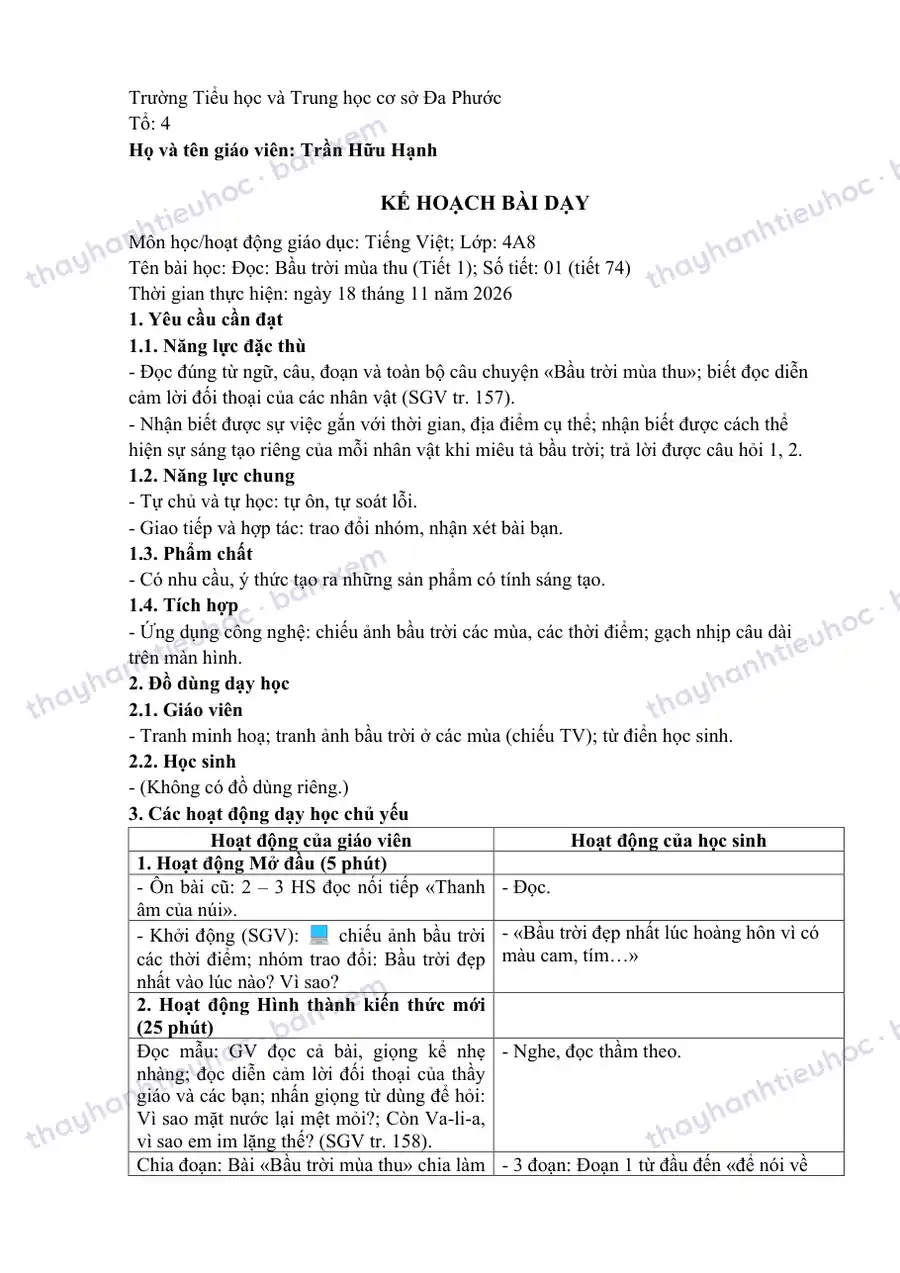 Trường Tiểu học và Trung học cơ sở Đa Phước
Tổ: 4
Họ và tên giáo viên: Trần Hữu Hạnh
KẾ HOẠCH BÀI DẠY
Môn học/hoạt động giáo dục: Tiếng Việt; Lớp: 4A8
Tên bài học: Đọc: Bầu trời mùa thu (Tiết 1); Số tiết: 01 (tiết 74)
Thời gian thực hiện: ngày 18 tháng 11 năm 2026
1. Yêu cầu cần đạt
1.1. Năng lực đặc thù
- Đọc đúng từ ngữ, câu, đoạn và toàn bộ câu chuyện «Bầu trời mùa thu»; biết đọc diễn
cảm lời đối thoại của các nhân vật (SGV tr. 157).
- Nhận biết được sự việc gắn với thời gian, địa điểm cụ thể; nhận biết được cách thể
hiện sự sáng tạo riêng của mỗi nhân vật khi miêu tả bầu trời; trả lời được câu hỏi 1, 2.
1.2. Năng lực chung
- Tự chủ và tự học: tự ôn, tự soát lỗi.
- Giao tiếp và hợp tác: trao đổi nhóm, nhận xét bài bạn.
1.3. Phẩm chất
- Có nhu cầu, ý thức tạo ra những sản phẩm có tính sáng tạo.
1.4. Tích hợp
- Ứng dụng công nghệ: chiếu ảnh bầu trời các mùa, các thời điểm; gạch nhịp câu dài
trên màn hình.
2. Đồ dùng dạy học
2.1. Giáo viên
- Tranh minh hoạ; tranh ảnh bầu trời ở các mùa (chiếu TV); từ điển học sinh.
2.2. Học sinh
- (Không có đồ dùng riêng.)
3. Các hoạt động dạy học chủ yếu
Hoạt động của giáo viên
Hoạt động của học sinh
1. Hoạt động Mở đầu (5 phút)
- Ôn bài cũ: 2 – 3 HS đọc nối tiếp «Thanh
âm của núi».
- Đọc.
- Khởi động (SGV): chiếu ảnh bầu trời
các thời điểm; nhóm trao đổi: Bầu trời đẹp
nhất vào lúc nào? Vì sao?
- «Bầu trời đẹp nhất lúc hoàng hôn vì có
màu cam, tím…»
2. Hoạt động Hình thành kiến thức mới
(25 phút)
Đọc mẫu: GV đọc cả bài, giọng kể nhẹ
nhàng; đọc diễn cảm lời đối thoại của thầy
giáo và các bạn; nhấn giọng từ dùng để hỏi:
Vì sao mặt nước lại mệt mỏi?; Còn Va-li-a,
vì sao em im lặng thế? (SGV tr. 158).
- Nghe, đọc thầm theo.
Chia đoạn: Bài «Bầu trời mùa thu» chia làm
- 3 đoạn: Đoạn 1 từ đầu đến «để nói về
thayhanhtieuhoc · bản xem
thayhanhtieuhoc · b
thayhanhtieuhoc · bản xem
thayhanhtieuhoc · b
thayhanhtieuhoc · bản xem
thayhanhtieuhoc · b